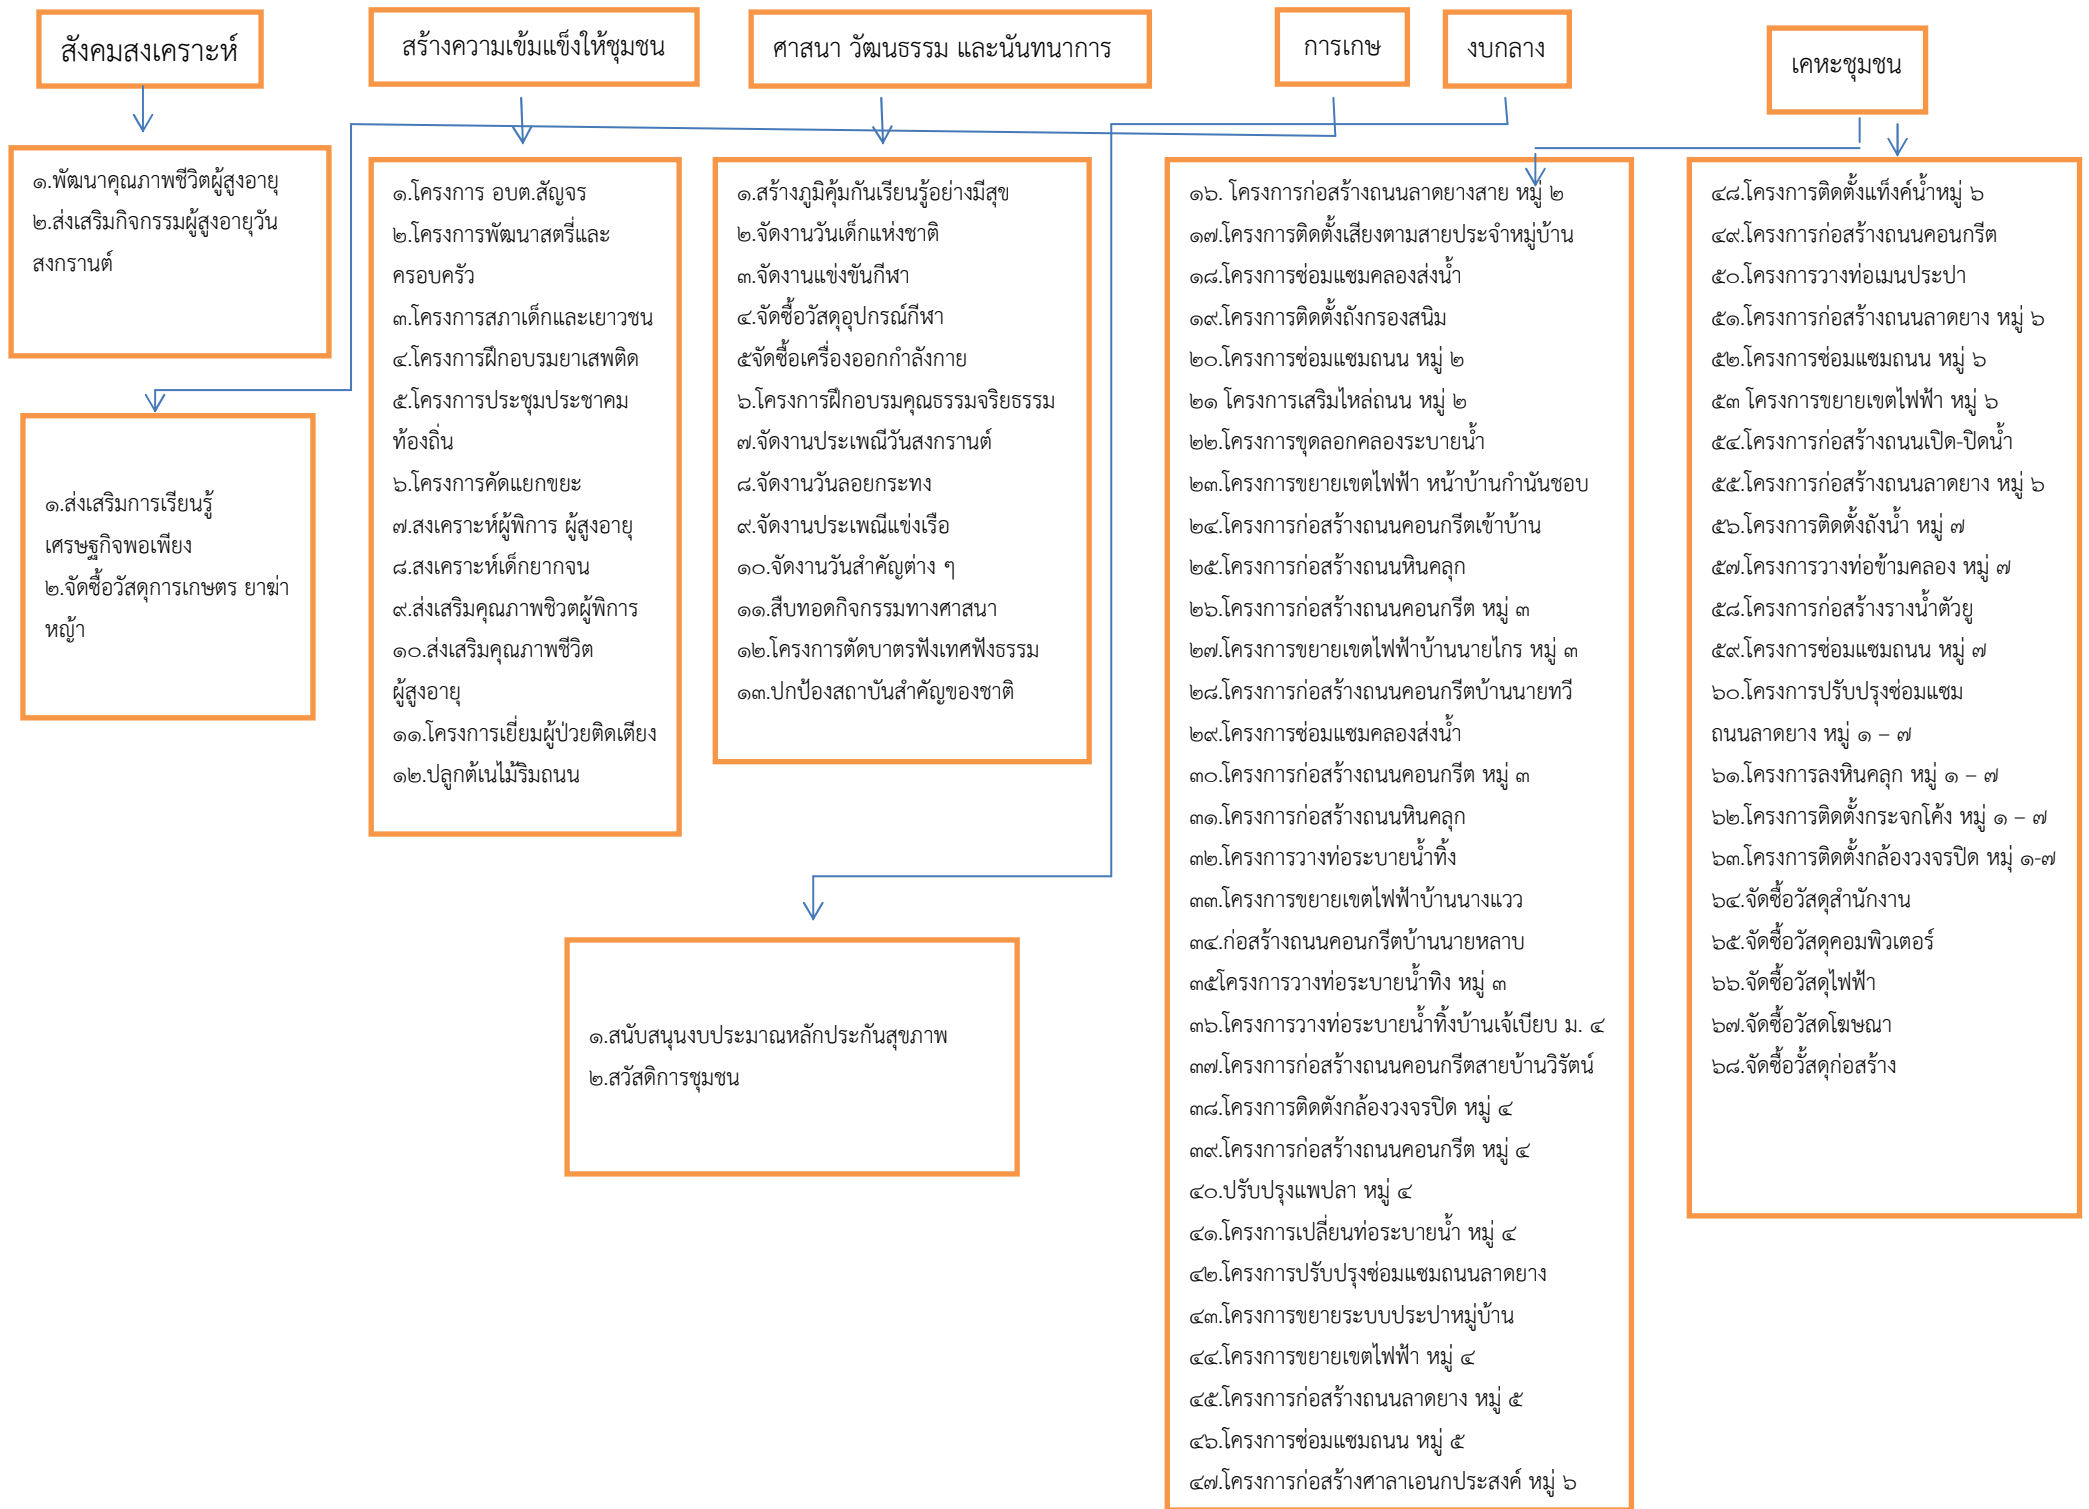 สังคมสงเคราะห์
สร้างความเข้มแข็งให้ชุมชน
ศาสนา วัฒนธรรม และนันทนาการ
การเกษ
งบกลาง
เคหะชุมชน
๑.พัฒนาคุณภาพชีวิตผู้สูงอายุ
๒.ส่งเสริมกิจกรรมผู้สูงอายุวัน
สงกรานต์
๑.ส่งเสริมการเรียนรู้
เศรษฐกิจพอเพียง
๒.จัดซื้อวัสดุการเกษตร ยาฆ่า
หญ้า
๑.โครงการ อบต.สัญจร
๒.โครงการพัฒนาสตรี่และ
ครอบครัว
๓.โครงการสภาเด็กและเยาวชน
๔.โครงการฝึกอบรมยาเสพติด
๕.โครงการประชุมประชาคม
ท้องถิ่น
๖.โครงการคัดแยกขยะ
๗.สงเคราะห์ผู้พิการ ผู้สูงอายุ
๘.สงเคราะห์เด็กยากจน
๙.ส่งเสริมคุณภาพชิวตผู้พิการ
๑๐.ส่งเสริมคุณภาพชีวิต
ผู้สูงอายุ
๑๑.โครงการเยี่ยมผู้ป่วยติดเตียง
๑๒.ปลูกต้เนไม้ริมถนน
๑.สร้างภูมิคุ้มกันเรียนรู้อย่างมีสุข
๒.จัดงานวันเด็กแห่งชาติ
๓.จัดงานแข่งขันกีฬา
๔.จัดซื้อวัสดุอุปกรณ์กีฬา
๕จัดซื้อเครื่องออกกำลังกาย
๖.โครงการฝึกอบรมคุณธรรมจริยธรรม
๗.จัดงานประเพณีวันสงกรานต์
๘.จัดงานวันลอยกระทง
๙.จัดงานประเพณีแข่งเรือ
๑๐.จัดงานวันสำคัญต่าง ๆ
๑๑.สืบทอดกิจกรรมทางศาสนา
๑๒.โครงการตัดบาตรฟังเทศฟังธรรม
๑๓.ปกป้องสถาบันสำคัญของชาติ
๑.สนับสนุนงบประมาณหลักประกันสุขภาพ
๒.สวัสดิการชุมชน
๑๖. โครงการก่อสร้างถนนลาดยางสาย หมู่ ๒
๑๗.โครงการติดตั้งเสียงตามสายประจำหมู่บ้าน
๑๘.โครงการซ่อมแซมคลองส่งน้ำ
๑๙.โครงการติดตั้งถังกรองสนิม
๒๐.โครงการซ่อมแซมถนน หมู่ ๒
๒๑ โครงการเสริมไหล่ถนน หมู่ ๒
๒๒.โครงการขุดลอกคลองระบายน้ำ
๒๓.โครงการขยายเขตไฟฟ้า หน้าบ้านกำนันชอบ
๒๔.โครงการก่อสร้างถนนคอนกรีตเข้าบ้าน
๒๕.โครงการก่อสร้างถนนหินคลุก
๒๖.โครงการก่อสร้างถนนคอนกรีต หมู่ ๓
๒๗.โครงการขยายเขตไฟฟ้าบ้านนายไกร หมู่ ๓
๒๘.โครงการก่อสร้างถนนคอนกรีตบ้านนายทวี
๒๙.โครงการซ่อมแซมคลองส่งน้ำ
๓๐.โครงการก่อสร้างถนนคอนกรีต หมู่ ๓
๓๑.โครงการก่อสร้างถนนหินคลุก
๓๒.โครงการวางท่อระบายน้ำทิ้ง
๓๓.โครงการขยายเขตไฟฟ้าบ้านนางแวว
๓๔.ก่อสร้างถนนคอนกรีตบ้านนายหลาบ
๓๕โครงการวางท่อระบายน้ำทิง หมู่ ๓
๓๖.โครงการวางท่อระบายน้ำทิ้งบ้านเจ้เบียบ ม. ๔
๓๗.โครงการก่อสร้างถนนคอนกรีตสายบ้านวิรัตน์
๓๘.โครงการติดตังกล้องวงจรปิด หมู่ ๔
๓๙.โครงการก่อสร้างถนนคอนกรีต หมู่ ๔
๔๐.ปรับปรุงแพปลา หมู่ ๔
๔๑.โครงการเปลี่ยนท่อระบายน้ำ หมู่ ๔
๔๒.โครงการปรับปรุงซ่อมแซมถนนลาดยาง
๔๓.โครงการขยายระบบประปาหมู่บ้าน
๔๔.โครงการขยายเขตไฟฟ้า หมู่ ๔
๔๕.โครงการก่อสร้างถนนลาดยาง หมู่ ๕
๔๖.โครงการซ่อมแซมถนน หมู่ ๕
๔๗.โครงการก่อสร้างศาลาเอนกประสงค์ หมู่ ๖
๔๘.โครงการติดตั้งแท็งค์น้ำหมู่ ๖
๔๙.โครงการก่อสร้างถนนคอนกรีต
๕๐.โครงการวางท่อเมนประปา
๕๑.โครงการก่อสร้างถนนลาดยาง หมู่ ๖
๕๒.โครงการซ่อมแซมถนน หมู่ ๖
๕๓ โครงการขยายเขตไฟฟ้า หมู่ ๖
๕๔.โครงการก่อสร้างถนนเปิด-ปิดน้ำ
๕๕.โครงการก่อสร้างถนนลาดยาง หมู่ ๖
๕๖.โครงการติดตั้งถังน้ำ หมู่ ๗
๕๗.โครงการวางท่อข้ามคลอง หมู่ ๗
๕๘.โครงการก่อสร้างรางน้ำตัวยู
๕๙.โครงการซ่อมแซมถนน หมู่ ๗
๖๐.โครงการปรับปรุงซ่อมแซม
ถนนลาดยาง หมู่ ๑ – ๗
๖๑.โครงการลงหินคลุก หมู่ ๑ – ๗
๖๒.โครงการติดตั้งกระจกโค้ง หมู่ ๑ – ๗
๖๓.โครงการติดตั้งกล้องวงจรปิด หมุ่ ๑-๗
๖๔.จัดซื้อวัสดุสำนักงาน
๖๕.จัดซื้อวัสดุคอมพิวเตอร์
๖๖.จัดซื้อวัสดุไฟฟ้า
๖๗.จัดซื้อวัสดโฆษณา
๖๘.จัดซื้อวั้สดุก่อสร้าง